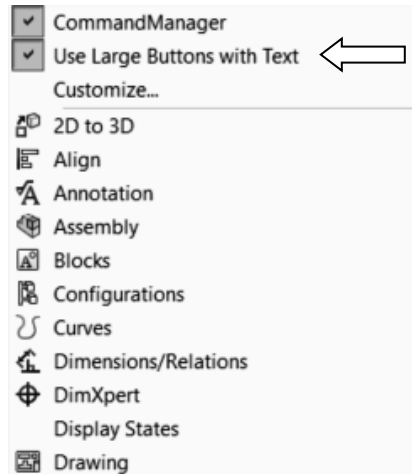 CommandManager
Use Large Buttons with Text
Customize...
2D to 3D
Align
Annotation
Assembly
Blocks
Configurations
Curves
Dimensions/Relations
DimXpert
Display States
Drawing